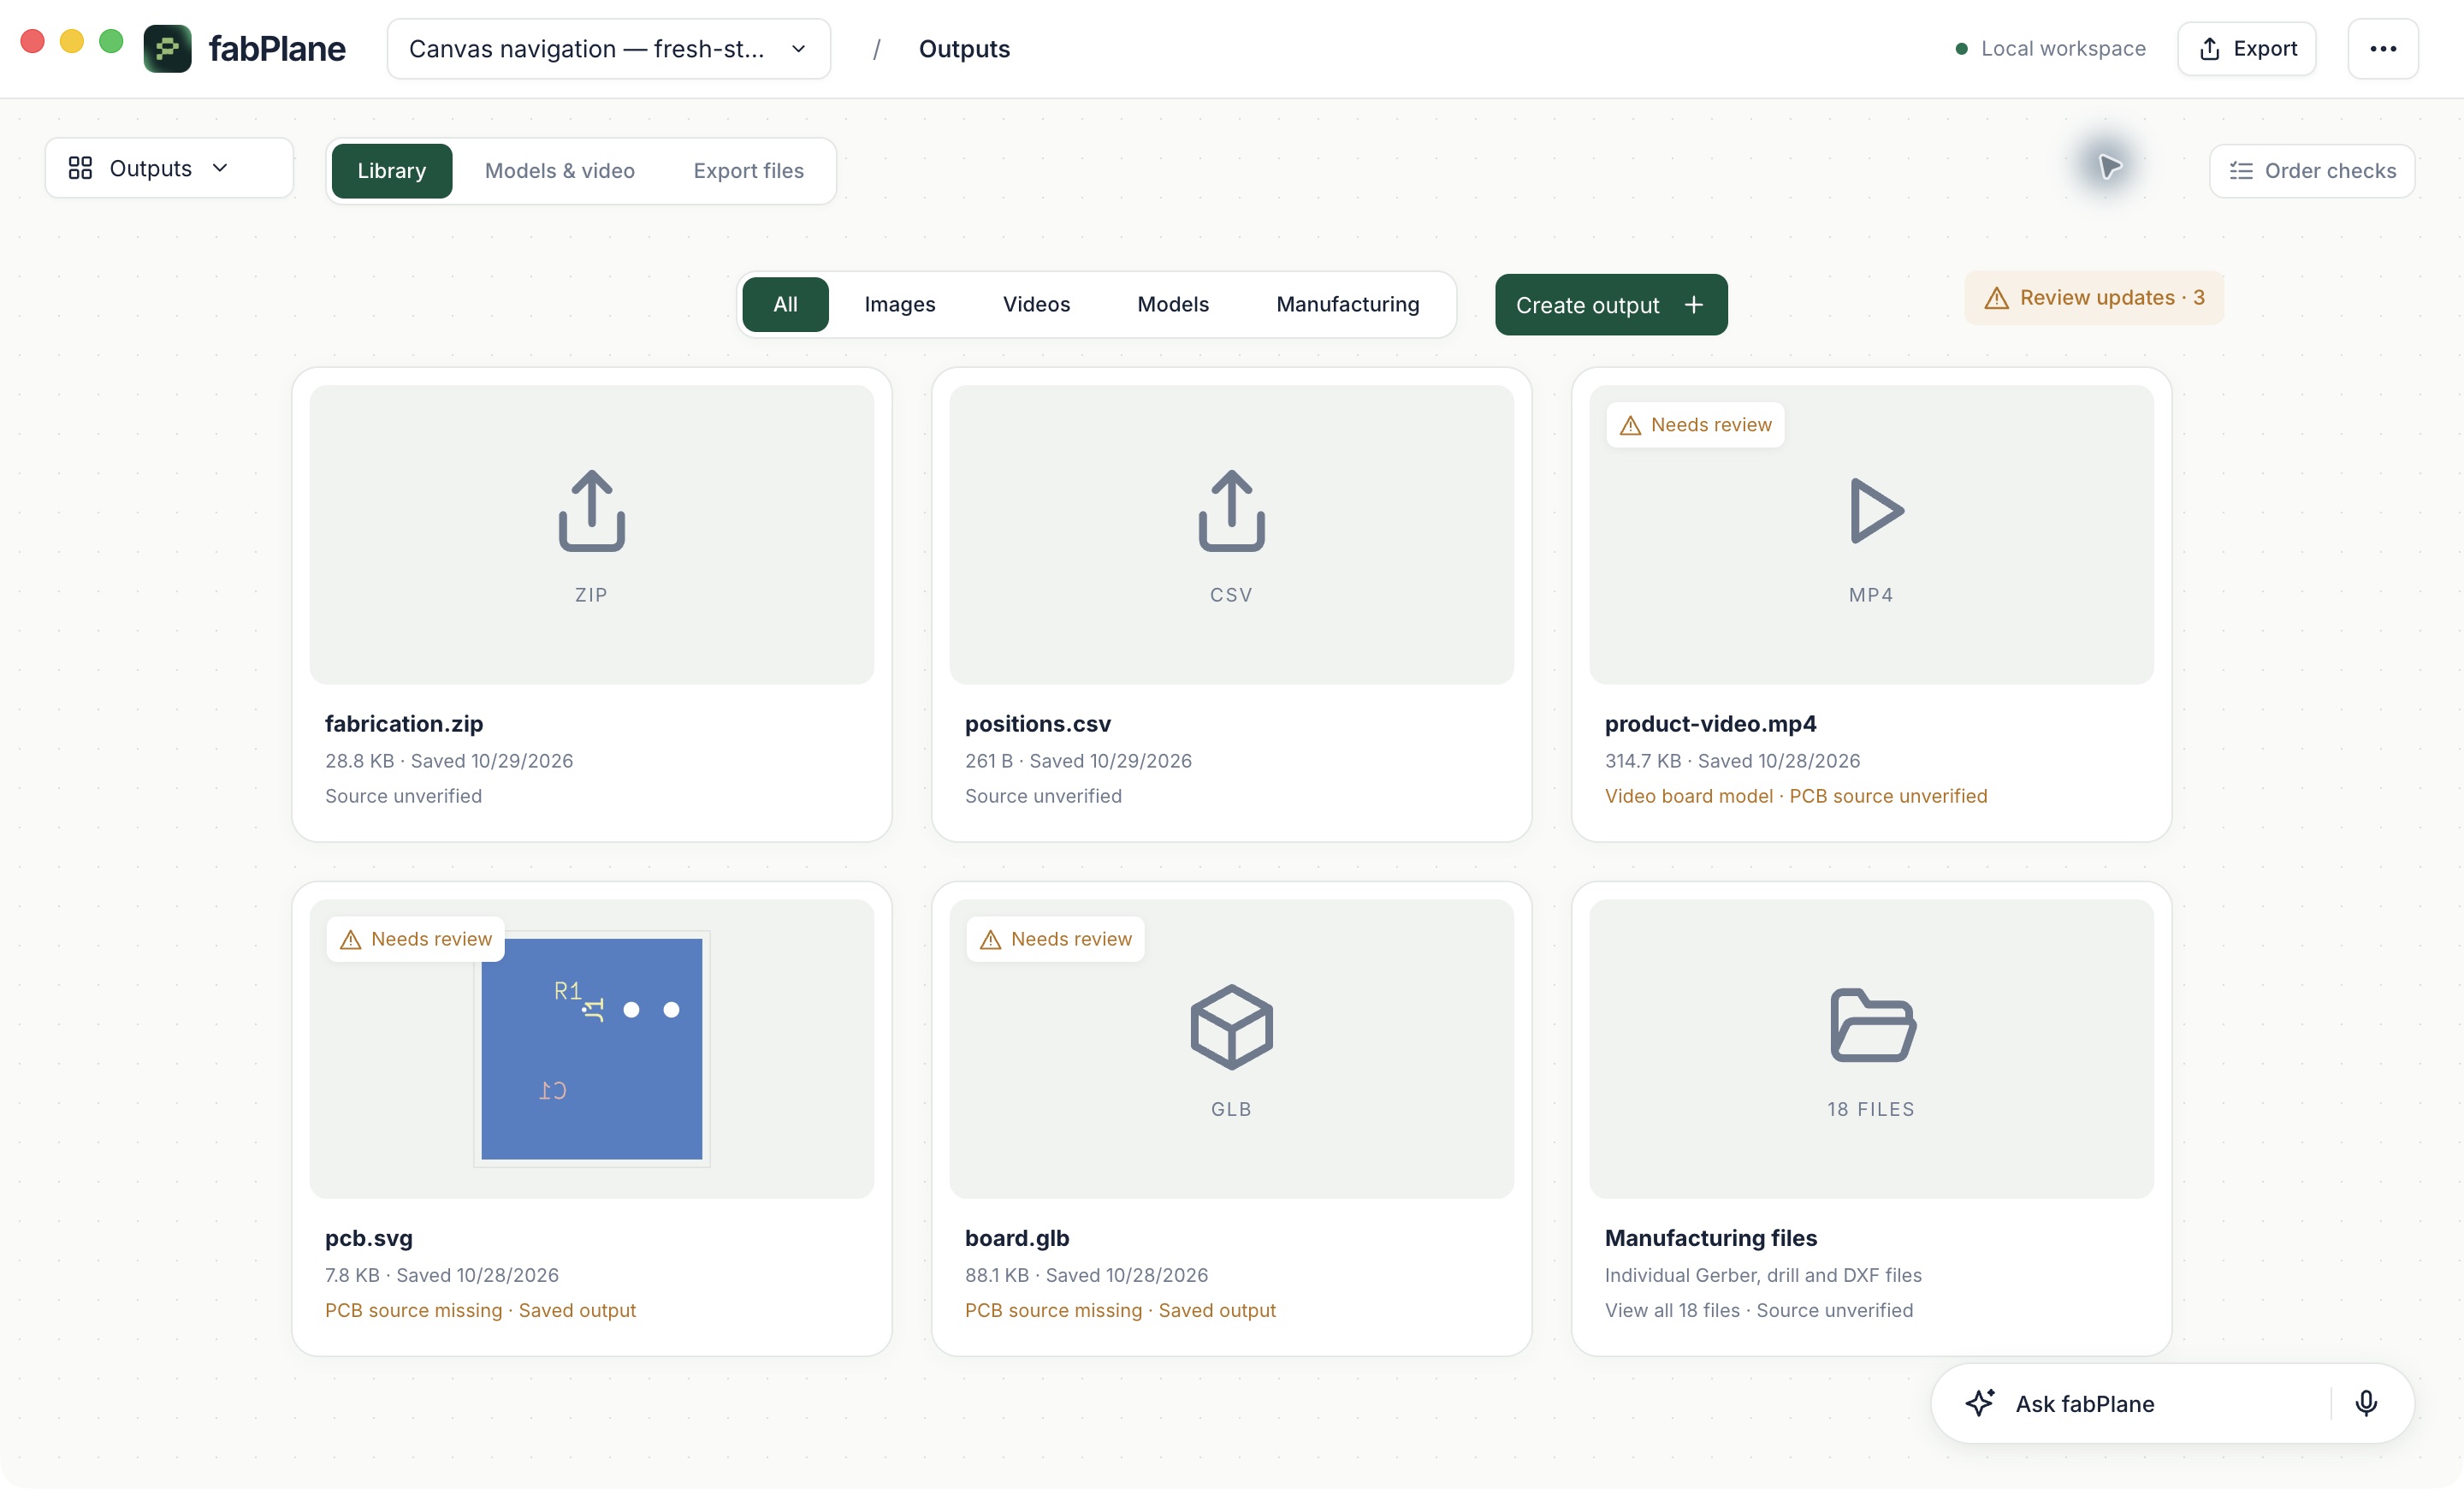 fabPlane
Canvas navigation — fresh-st...
/
Outputs
Local workspace
Export
Outputs
Library
Models & video
Export files
Order checks
All
Images
Videos
Models
Manufacturing
Create output
Review updates · 3
ZIP
fabrication.zip
28.8 KB · Saved 10/29/2026
Source unverified
CSV
positions.csv
261 B · Saved 10/29/2026
Source unverified
Needs review
MP4
product-video.mp4
314.7 KB · Saved 10/28/2026
Video board model · PCB source unverified
Needs review
R1
J1
C1
pcb.svg
7.8 KB · Saved 10/28/2026
PCB source missing · Saved output
Needs review
GLB
board.glb
88.1 KB · Saved 10/28/2026
PCB source missing · Saved output
18 FILES
Manufacturing files
Individual Gerber, drill and DXF files
View all 18 files · Source unverified
Ask fabPlane